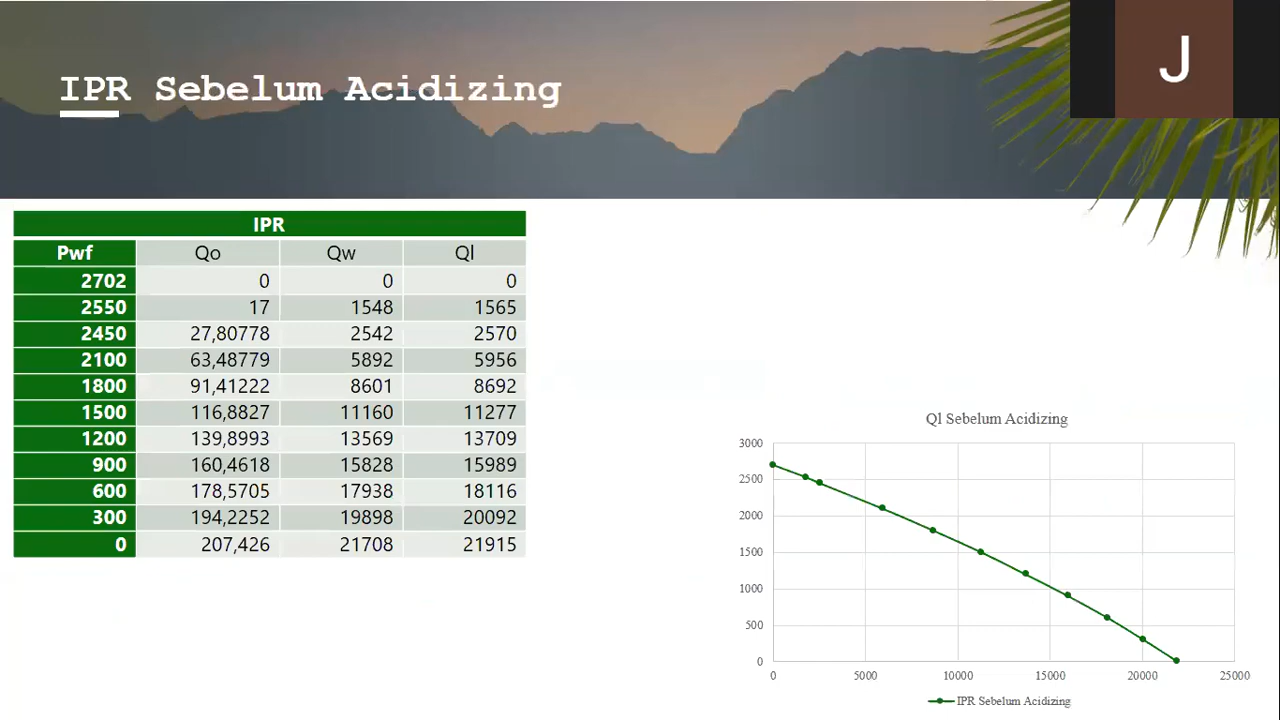 IPR Sebelum Acidizing
J
IPR
Pwf Qo Qw Ql
2702 0 0 0
2550 17 1548 1565
2450 27,80778 2542 2570
2100 63,48779 5892 5956
1800 91,41222 8601 8692
1500 116,8827 11160 11277
1200 139,8993 13569 13709
900 160,4618 15828 15989
600 178,5705 17938 18116
300 194,2252 19898 20092
0 207,426 21708 21915
Ql Sebelum Acidizing
3000
2500
2000
1500
1000
500
0
0 5000 10000 15000 20000 25000
IPR Sebelum Acidizing